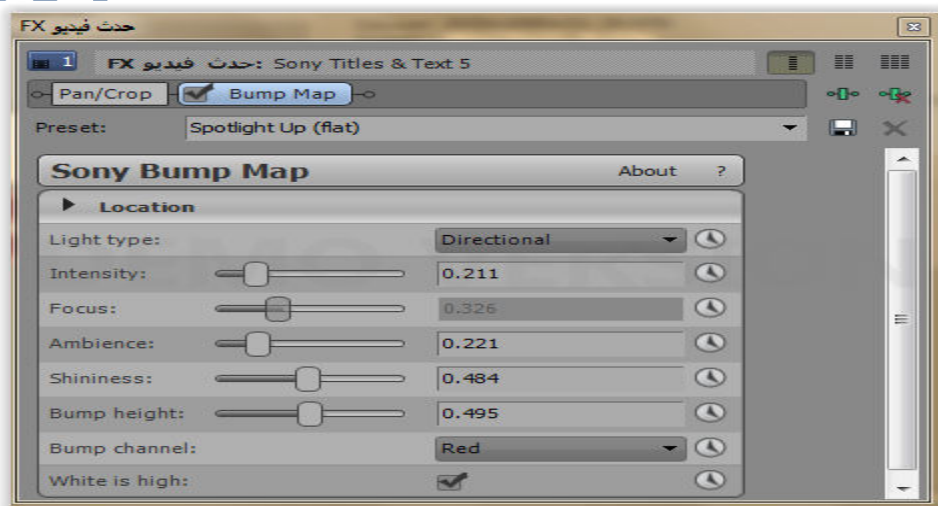 حدث فيديو FX
1 حدث فيديو FX: Sony Titles & Text 5
Pan/Crop Bump Map
Preset: Spotlight Up (flat)
Sony Bump Map About ?
Location
Light type: Directional
Intensity: 0.211
Focus: 0.326
Ambience: 0.221
Shininess: 0.484
Bump height: 0.495
Bump channel: Red
White is high: